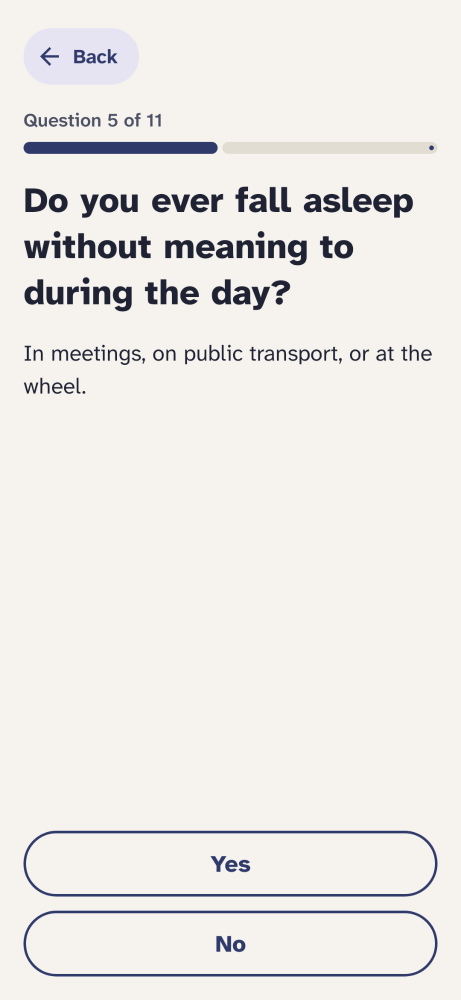 Back
Question 5 of 11
Do you ever fall asleep
without meaning to
during the day?
In meetings, on public transport, or at the
wheel.
Yes
No